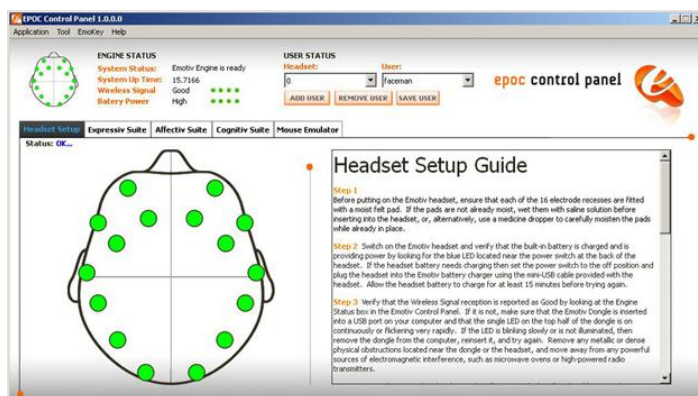 EPOC Control Panel 1.0.0.0
Application Tool EmoKey Help
ENGINE STATUS
System Status: Emotiv Engine is ready
System Up Time: 15.7166
Wireless Signal Good
Batery Power High
USER STATUS
Headset: User:
0 faceman
ADD USER REMOVE USER SAVE USER
epoc control panel
Headset Setup Expressiv Suite Affectiv Suite Cognitiv Suite Mouse Emulator
Status: OK...
Headset Setup Guide
Step 1
Before putting on the Emotiv headset, ensure that each of the 16 electrode recesses are fitted
with a moist felt pad. If the pads are not already moist, wet them with saline solution before
inserting into the headset, or, alternatively, use a medicine dropper to carefully moisten the pads
while already in place.
Step 2 Switch on the Emotiv headset and verify that the built-in battery is charged and is
providing power by looking for the blue LED located near the power switch at the back of the
headset. If the headset battery needs charging then set the power switch to the off position and
plug the headset into the Emotiv battery charger using the mini-USB cable provided with the
headset. Allow the headset battery to charge for at least 15 minutes before trying again.
Step 3 Verify that the Wireless Signal reception is reported as Good by looking at the Engine
Status box in the Emotiv Control Panel. If it is not, make sure that the Emotiv Dongle is inserted
into a USB port on your computer and that the single LED on the top half of the dongle is on
continuously or flickering very rapidly. If the LED is blinking slowly or is not illuminated, then
remove the dongle from the computer, reinsert it, and try again. Remove any metallic or dense
physical obstructions located near the dongle or the headset, and move away from any powerful
sources of electromagnetic interference, such as microwave ovens or high-powered radio
transmitters.